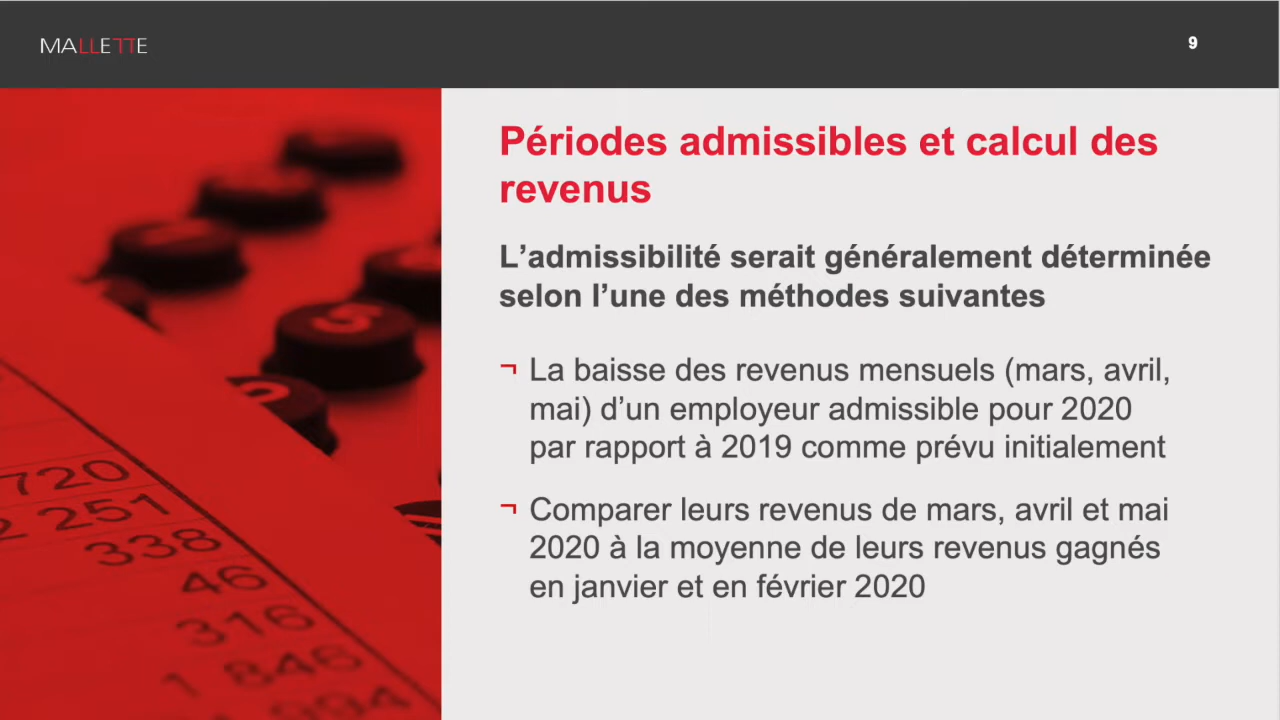 MALLETTE
9
Périodes admissibles et calcul des
revenus
L’admissibilité serait généralement déterminée
selon l’une des méthodes suivantes
¬ La baisse des revenus mensuels (mars, avril,
mai) d’un employeur admissible pour 2020
par rapport à 2019 comme prévu initialement
¬ Comparer leurs revenus de mars, avril et mai
2020 à la moyenne de leurs revenus gagnés
en janvier et en février 2020
5
720
2 251
338
46
316
1 846
994